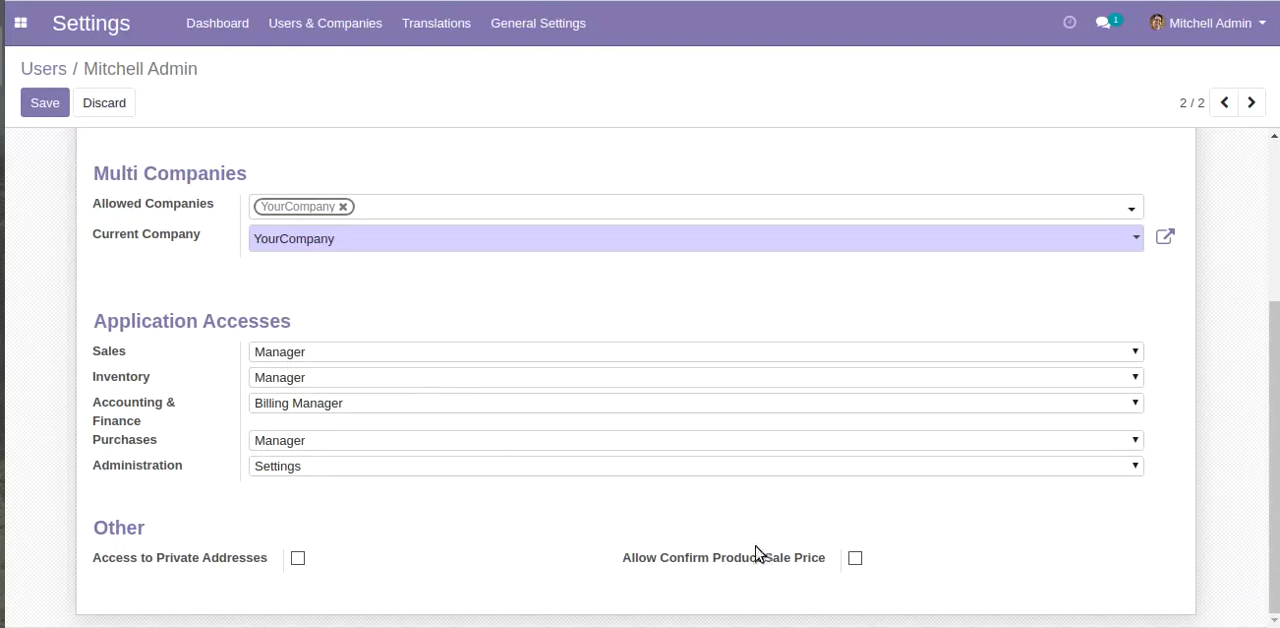 Settings Dashboard Users & Companies Translations General Settings 1 Mitchell Admin
Users / Mitchell Admin
Save Discard 2 / 2
Multi Companies
Allowed Companies YourCompany
Current Company YourCompany
Application Accesses
Sales Manager
Inventory Manager
Accounting & Finance Billing Manager
Purchases Manager
Administration Settings
Other
Access to Private Addresses Allow Confirm Product Sale Price